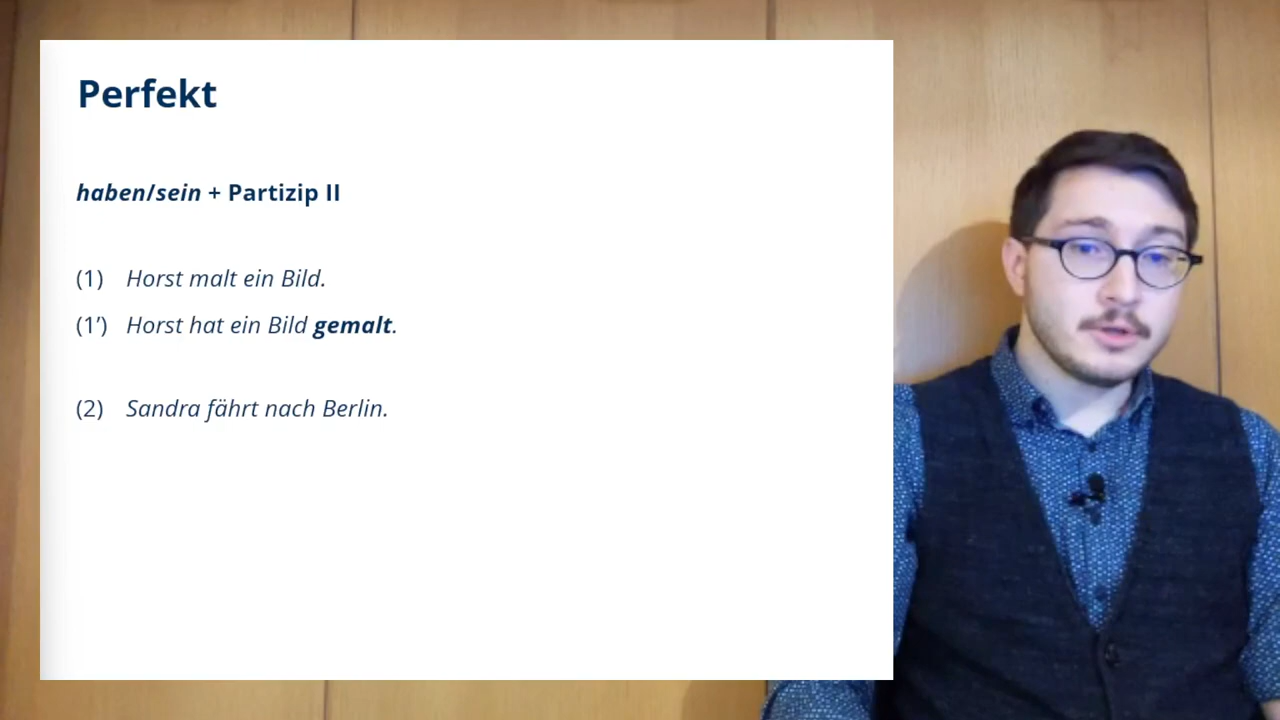 Perfekt
haben/sein + Partizip II
(1) Horst malt ein Bild.
(1’) Horst hat ein Bild gemalt.
(2) Sandra fährt nach Berlin.